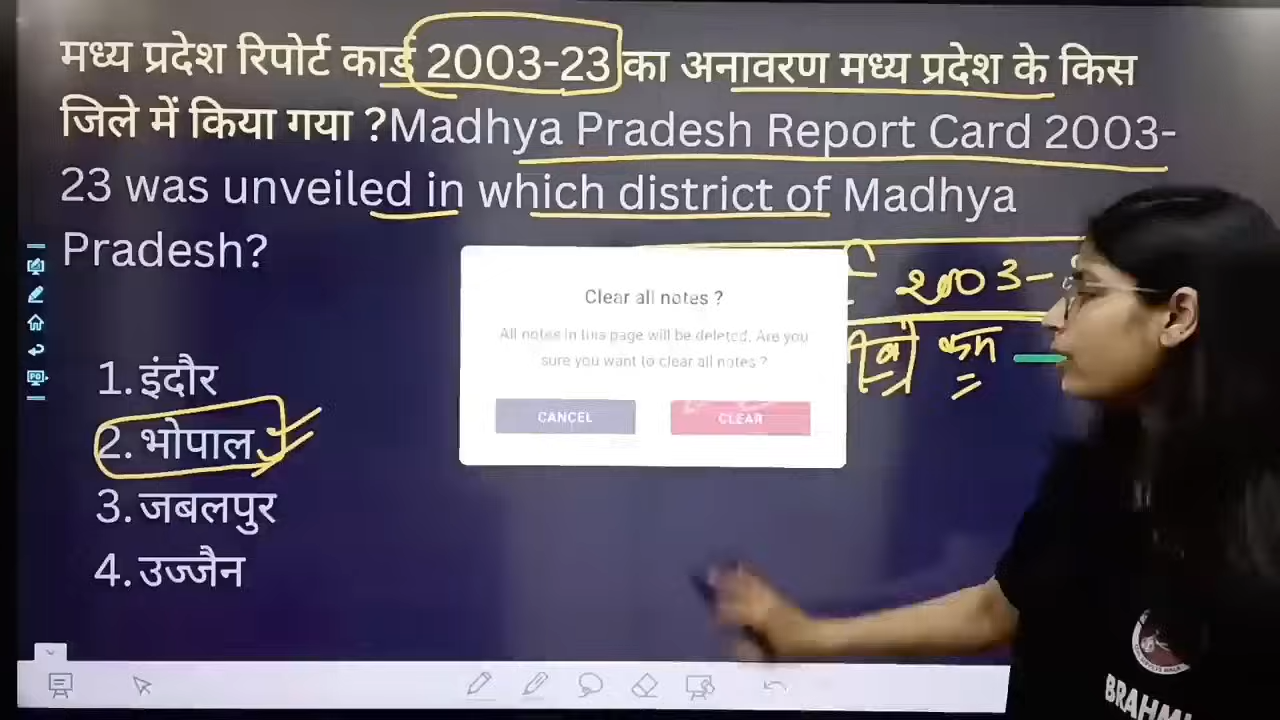 मध्य प्रदेश रिपोर्ट कार्ड 2003-23 का अनावरण मध्य प्रदेश के किस
जिले में किया गया ?Madhya Pradesh Report Card 2003-
23 was unveiled in which district of Madhya
Pradesh?
2003-
Clear all notes ?
All notes in this page will be deleted. Are you
sure you want to clear all notes ?
CANCEL
CLEAR
1. इंदौर
2. भोपाल
3. जबलपुर
4. उज्जैन